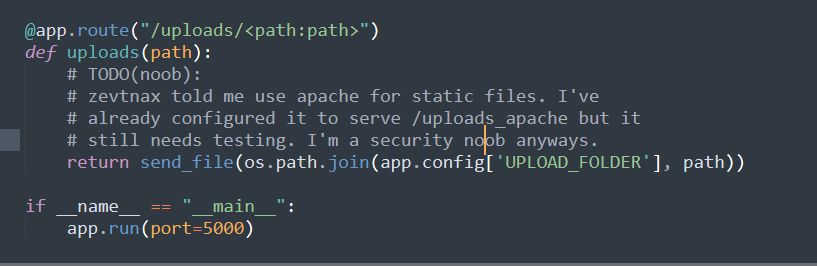 @app.route("/uploads/<path:path>")
def uploads(path):
    # TODO(noob):
    # zevtnax told me use apache for static files. I've
    # already configured it to serve /uploads_apache but it
    # still needs testing. I'm a security noob anyways.
    return send_file(os.path.join(app.config['UPLOAD_FOLDER'], path))
if __name__ == "__main__":
    app.run(port=5000)